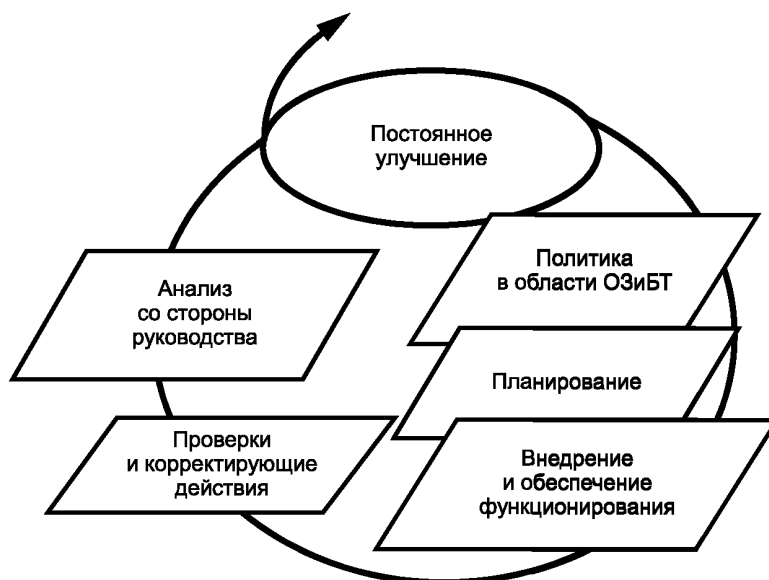 Постоянное
улучшение
Политика
в области ОЗиБТ
Планирование
Внедрение
и обеспечение
функционирования
Проверки
и корректирующие
действия
Анализ
со стороны
руководства